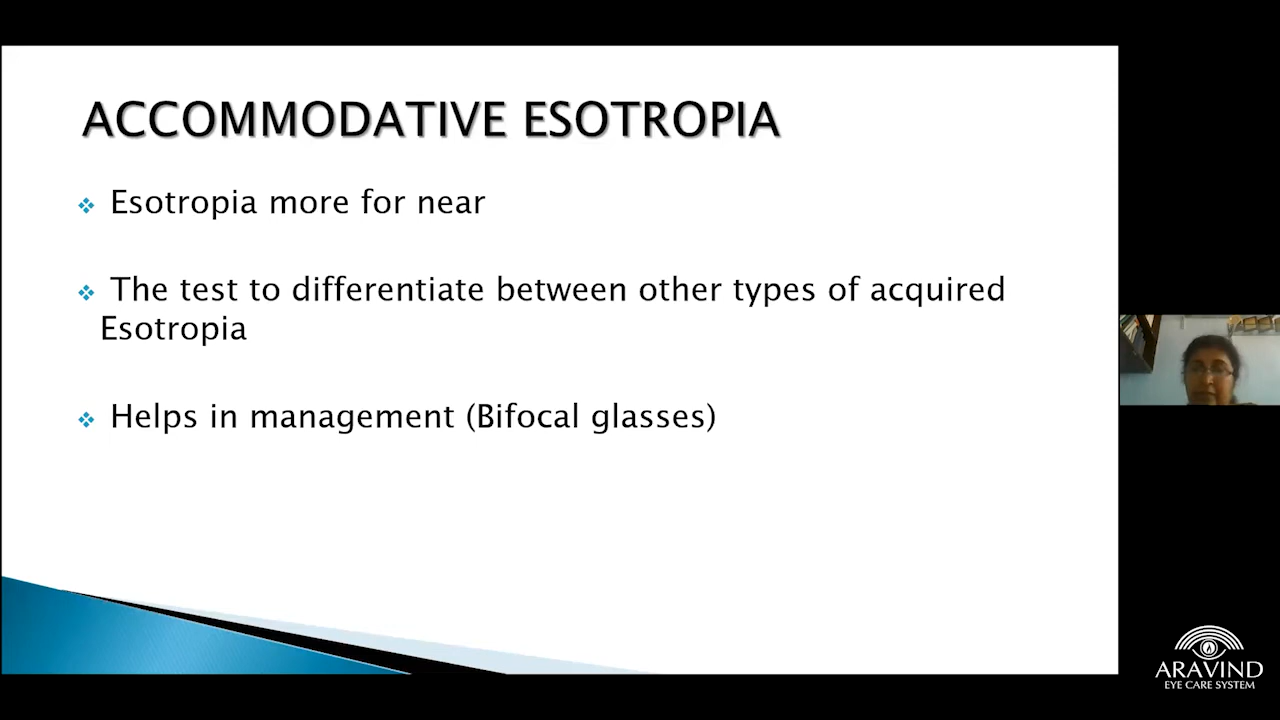 ACCOMMODATIVE ESOTROPIA
Esotropia more for near
The test to differentiate between other types of acquired
Esotropia
Helps in management (Bifocal glasses)
ARAVIND
EYE CARE SYSTEM